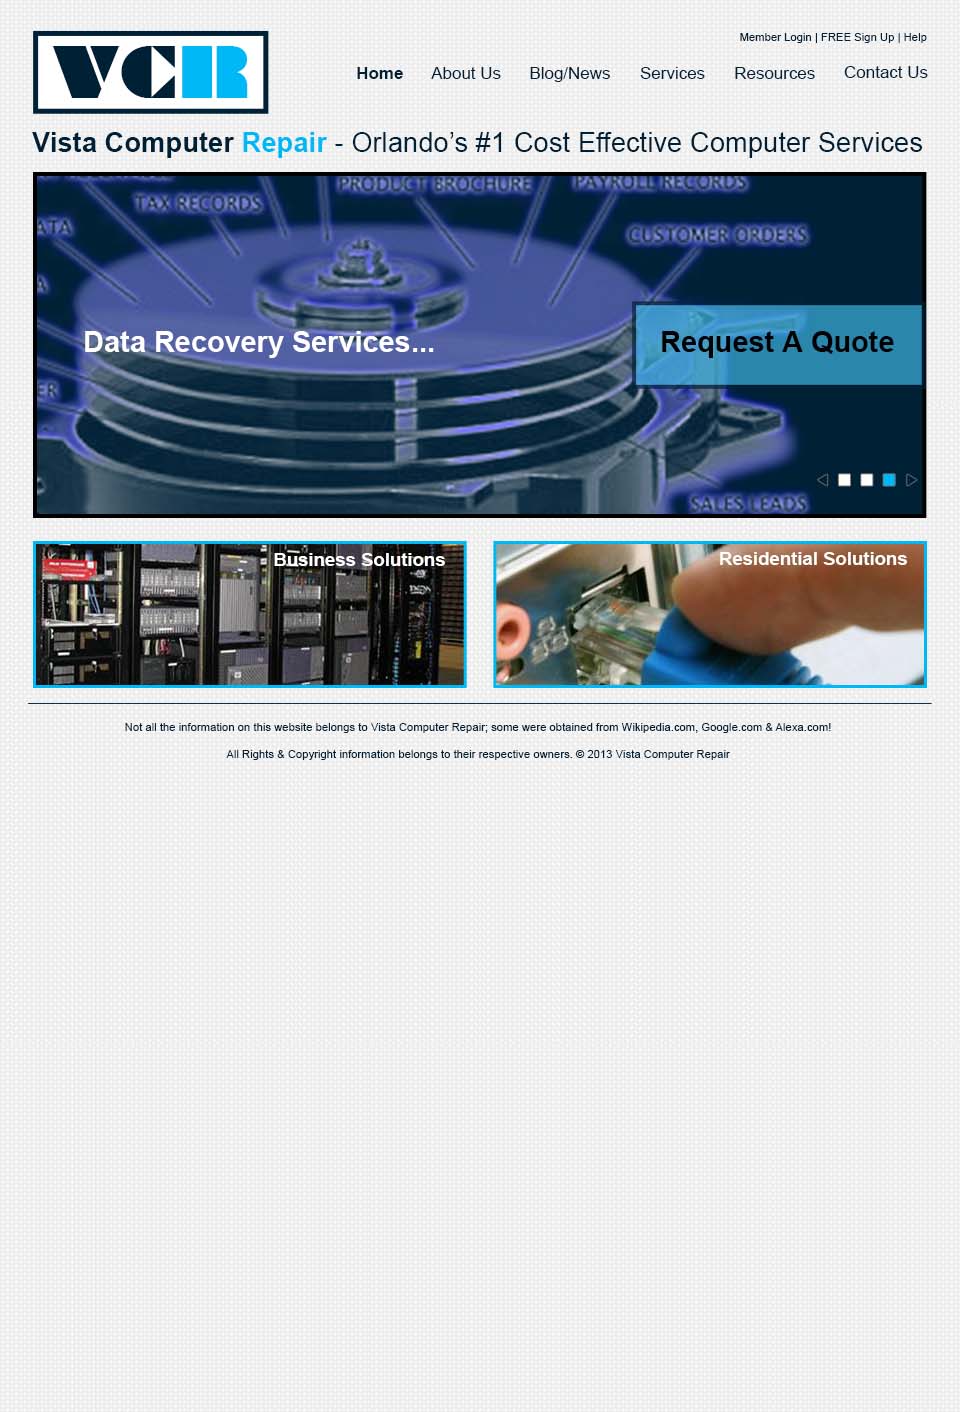 VCR
Member Login | FREE Sign Up | Help
Home About Us Blog/News Services Resources Contact Us
Vista Computer Repair - Orlando's #1 Cost Effective Computer Services
PRODUCT BROCHURE PAYROLL RECORDS
TAX RECORDS
CUSTOMER ORDERS
Data Recovery Services...
Request A Quote
SALES LEADS
Business Solutions
Residential Solutions
Not all the information on this website belongs to Vista Computer Repair; some were obtained from Wikipedia.com, Google.com & Alexa.com!
All Rights & Copyright information belongs to their respective owners. © 2013 Vista Computer Repair